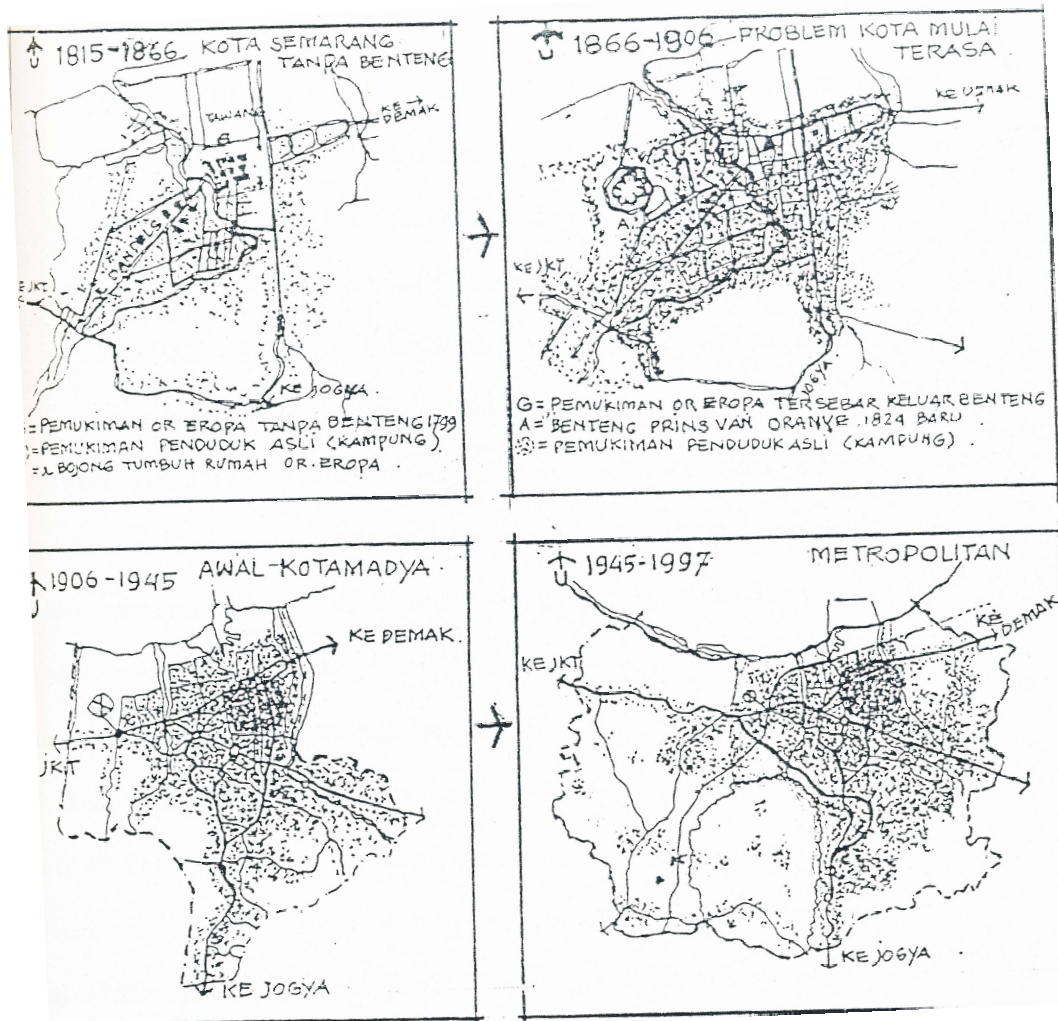 U 1815-1866 KOTA SEMARANG
TANPA BENTENG
TAWANG
KE
DEMAK
G
DANDELS
KE JKT
KE JOGYA
= PEMUKIMAN OR EROPA TANPA BENTENG 1799
= PEMUKIMAN PENDUDUK ASLI (KAMPUNG)
BOJONG TUMBUH RUMAH OR. EROPA.
U 1866-1906 PROBLEM KOTA MULAI
TERASA
KE DEMAK
A
KE JKT
JOGYA
G = PEMUKIMAN OR EROPA TERSEBAR KELUAR BENTENG
A = BENTENG PRINS VAN ORANYE 1824 BARU
= PEMUKIMAN PENDUDUK ASLI (KAMPUNG).
U 1906-1945 AWAL-KOTAMADYA.
KE DEMAK.
JKT
KE JOGYA
U 1945-1997 METROPOLITAN
KE
DEMAK
KE JKT
KE JOGYA